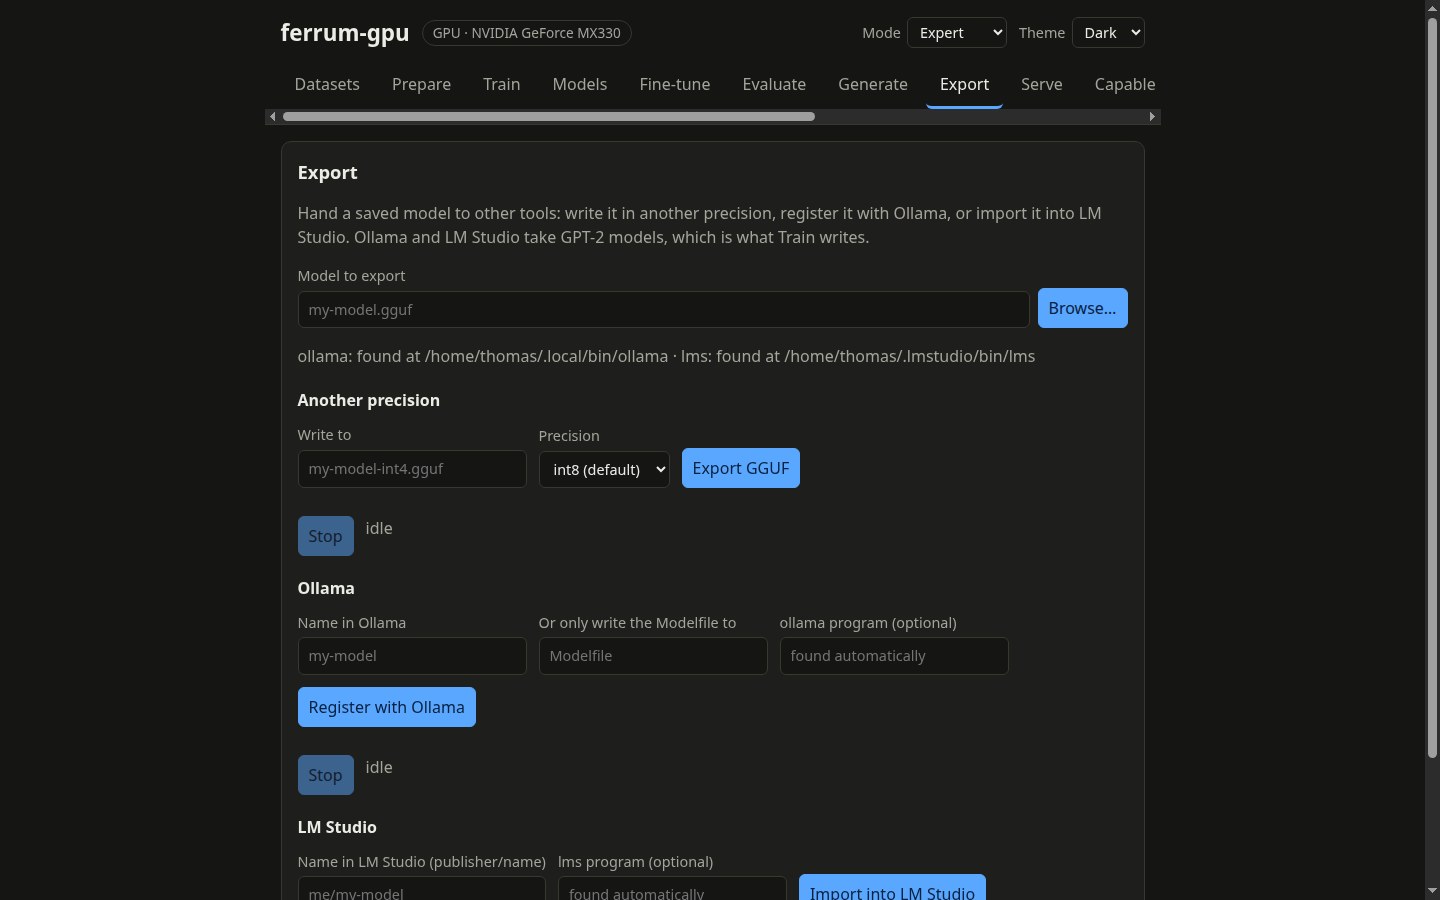 ferrum-gpu
GPU · NVIDIA GeForce MX330
Mode
Expert
Theme
Dark
Datasets
Prepare
Train
Models
Fine-tune
Evaluate
Generate
Export
Serve
Capable
Export
Hand a saved model to other tools: write it in another precision, register it with Ollama, or import it into LM
Studio. Ollama and LM Studio take GPT-2 models, which is what Train writes.
Model to export
my-model.gguf
Browse...
ollama: found at /home/thomas/.local/bin/ollama · lms: found at /home/thomas/.lmstudio/bin/lms
Another precision
Write to
Precision
my-model-int4.gguf
int8 (default)
Export GGUF
Stop
idle
Ollama
Name in Ollama
Or only write the Modelfile to
ollama program (optional)
my-model
Modelfile
found automatically
Register with Ollama
Stop
idle
LM Studio
Name in LM Studio (publisher/name)
lms program (optional)
me/my-model
found automatically
Import into LM Studio